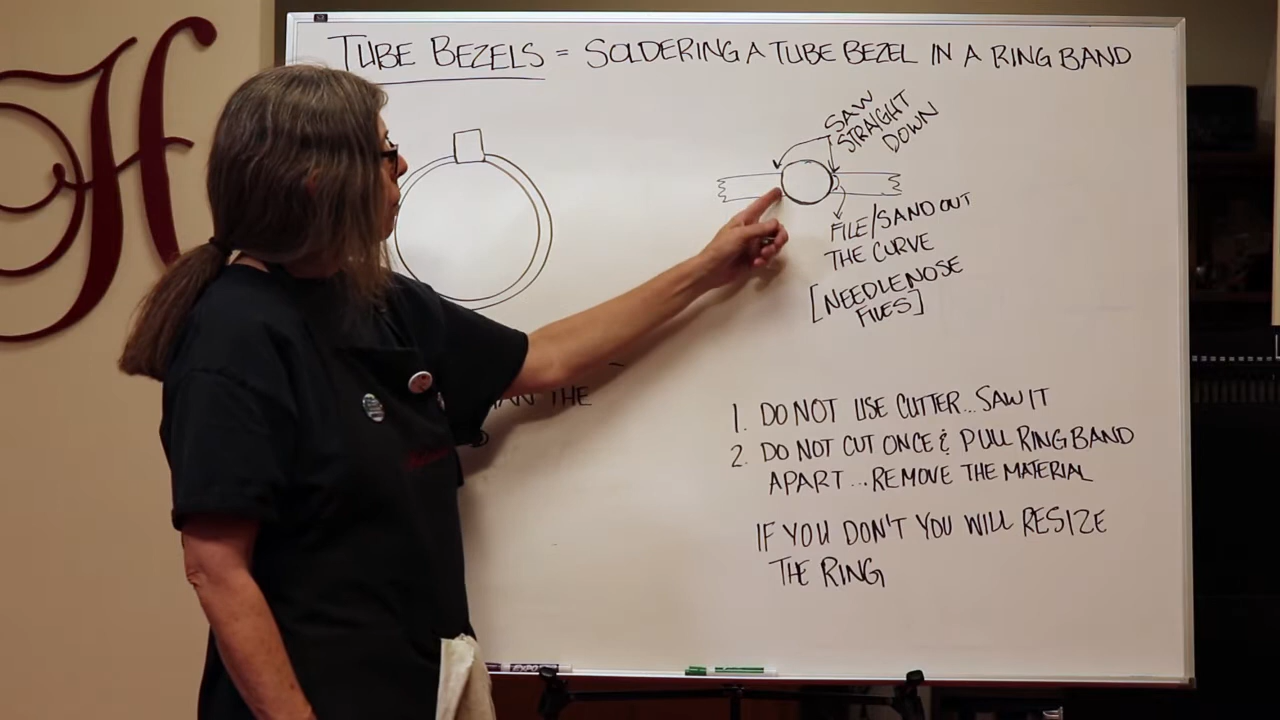 TUBE BEZELS = SOLDERING A TUBE BEZEL IN A RING BAND
SAW
STRAIGHT
DOWN
FILE/SAND OUT
THE CURVE
[NEEDLENOSE
FILES]
THE
1. DO NOT USE CUTTER...SAW IT
2. DO NOT CUT ONCE & PULL RING BAND
APART...REMOVE THE MATERIAL
IF YOU DON'T YOU WILL RESIZE
THE RING
EXPO
H